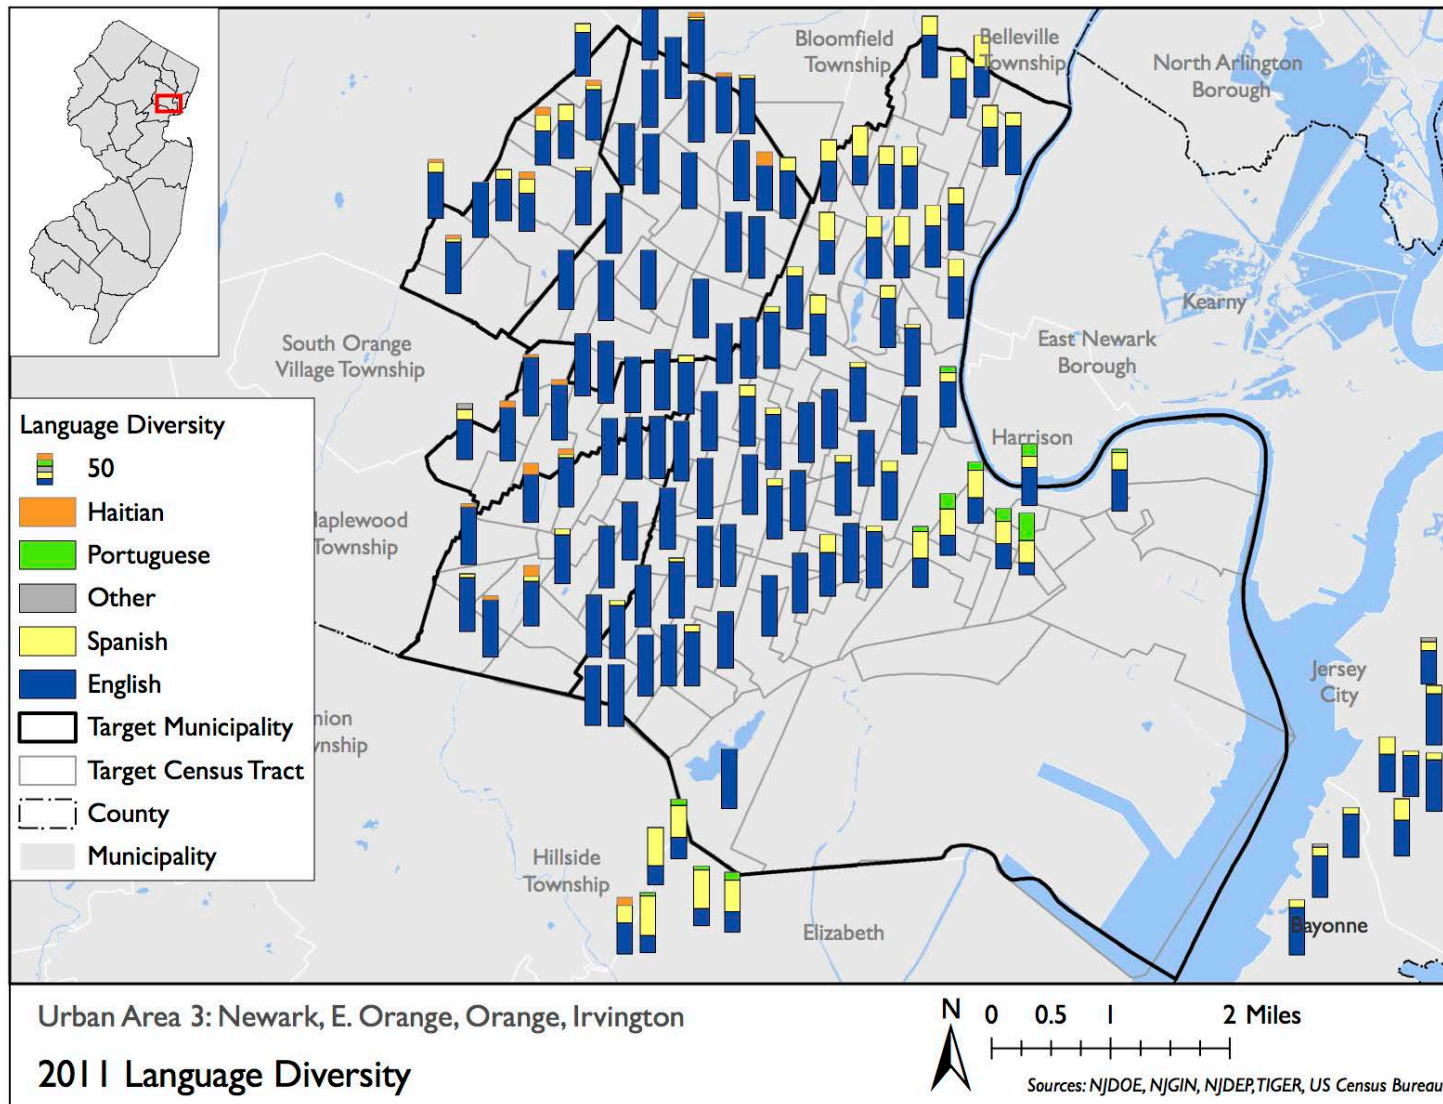 Bloomfield
Township
Belleville
Township
North Arlington
Borough
Kearny
South Orange
Village Township
East Newark
Borough
Harrison
Language Diversity
50
Haitian
Portuguese
Other
Spanish
English
Target Municipality
Target Census Tract
County
Municipality
aplewood
Township
nion
wnship
Jersey
City
Hillside
Township
Elizabeth
Bayonne
Urban Area 3: Newark, E. Orange, Orange, Irvington
2011 Language Diversity
N
0 0.5 1 2 Miles
Sources: NJDOE, NJGIN, NJDEP, TIGER, US Census Bureau